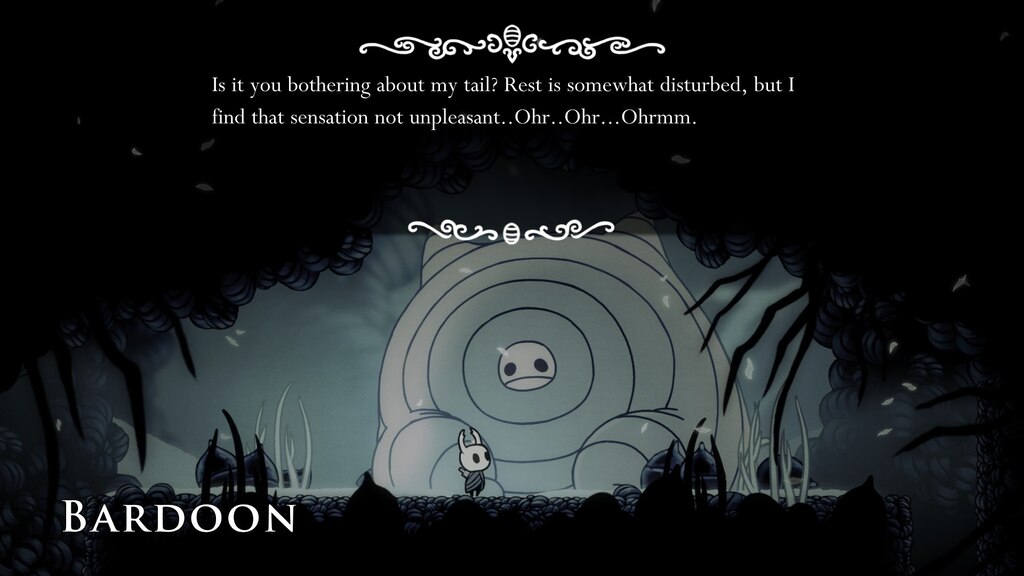 Is it you bothering about my tail? Rest is somewhat disturbed, but I
find that sensation not unpleasant..Ohr..Ohr...Ohrmm.
BARDOON